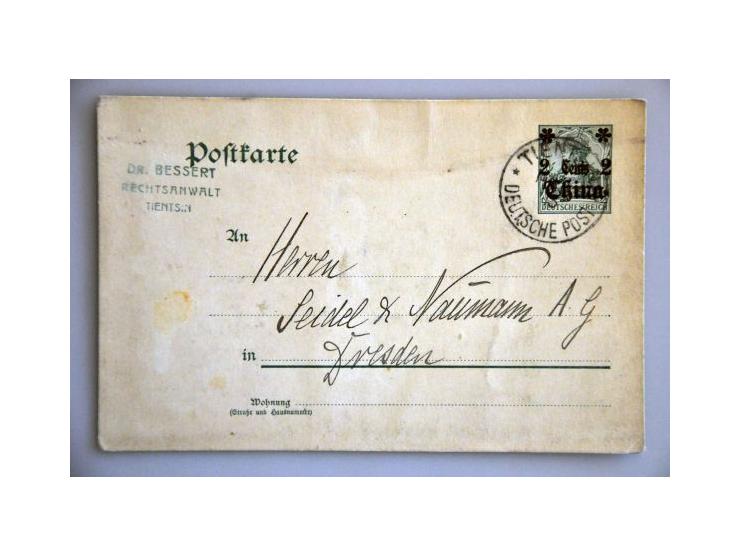 Postkarte
DR. BESSERT
RECHTSANWALT
TIENTSIN
* TIENTSIN
DEUTSCHE POST
2 Cents 2
China
DEUTSCHES REICH
An
Herren
Seidel & Naumann A G
in
Dresden
Wohnung
(Straße und Hausnummer)